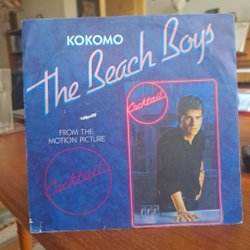 KOKOMO
The Beach Boys
FROM THE
MOTION PICTURE
Cocktail
Cocktail